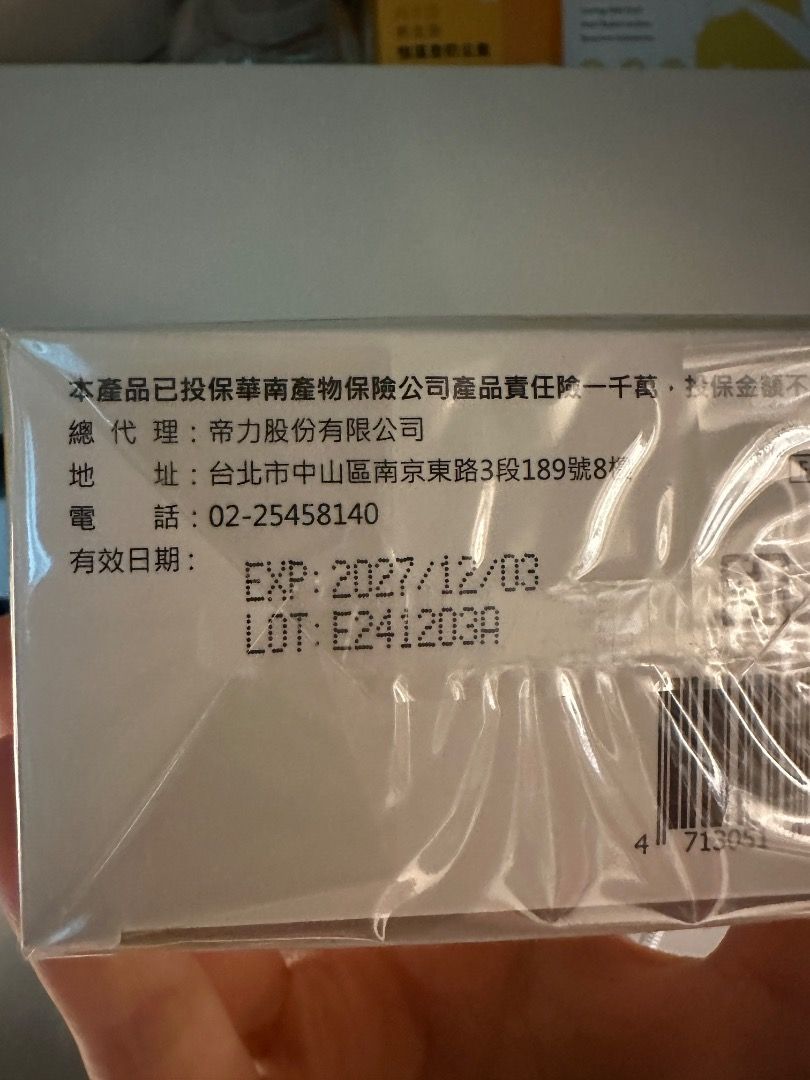 本產品已投保華南產物保險公司產品責任險一千萬，投保金額不
總代理：帝力股份有限公司
地址：台北市中山區南京東路3段189號8樓
電話：02-25458140
有效日期：
EXP: 2027/12/03
LOT: E241203A
4 713051